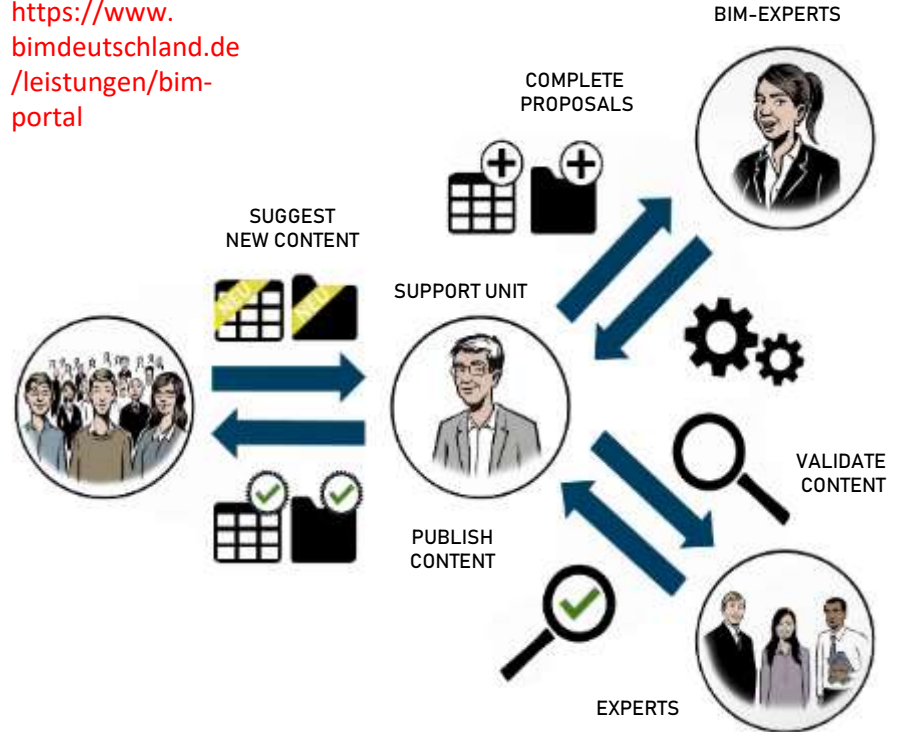 https://www.
bimdeutschland.de
/leistungen/bim-
portal
BIM-EXPERTS
COMPLETE
PROPOSALS
SUGGEST
NEW CONTENT
NEU
NEU
SUPPORT UNIT
VALIDATE
CONTENT
PUBLISH
CONTENT
EXPERTS